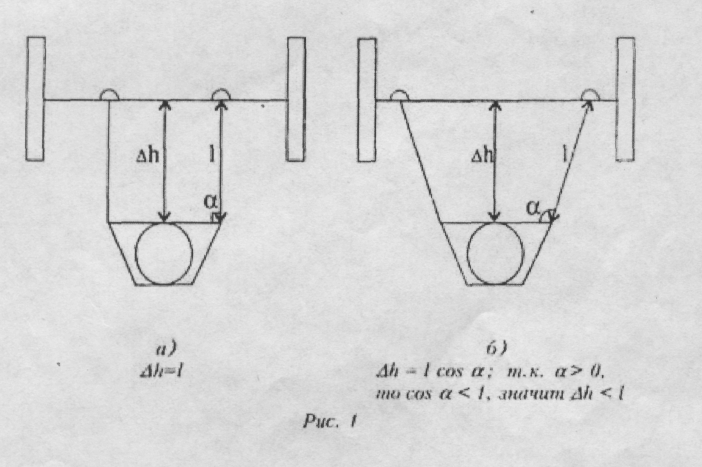 Δh l α
Δh l α
а) б)
Δh=l Δh = l cos α; т.к. α > 0,
то cos α < 1, значит Δh < l
Рис. 1